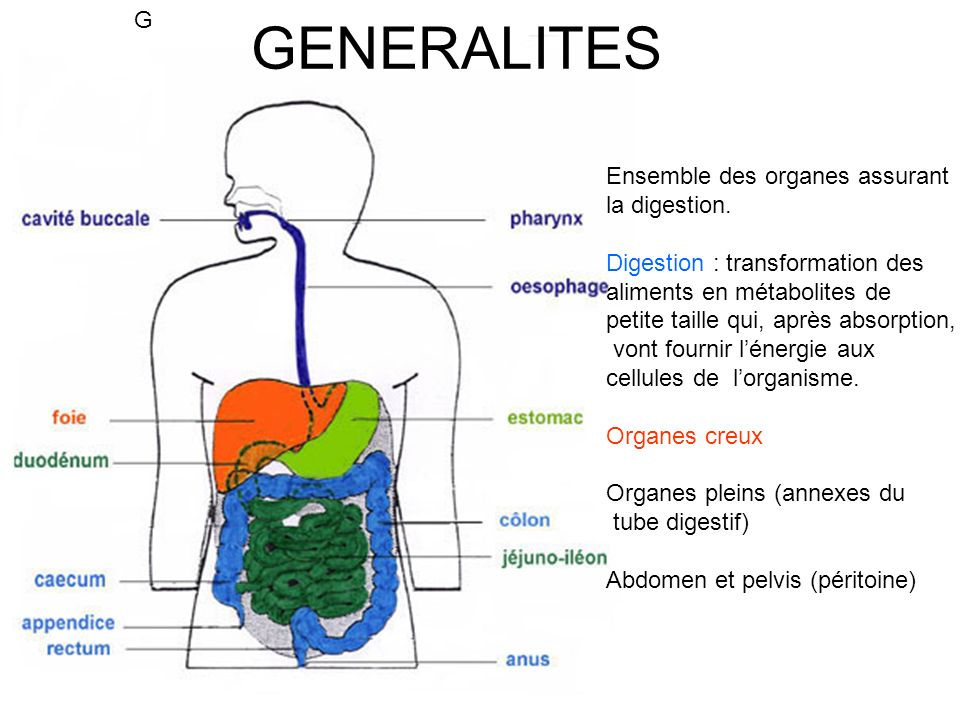 G
GENERALITES
cavité buccale
pharynx
oesophage
foie
estomac
duodénum
côlon
jéjuno-iléon
caecum
appendice
rectum
anus
Ensemble des organes assurant
la digestion.
Digestion : transformation des
aliments en métabolites de
petite taille qui, après absorption,
vont fournir l’énergie aux
cellules de l’organisme.
Organes creux
Organes pleins (annexes du
tube digestif)
Abdomen et pelvis (péritoine)